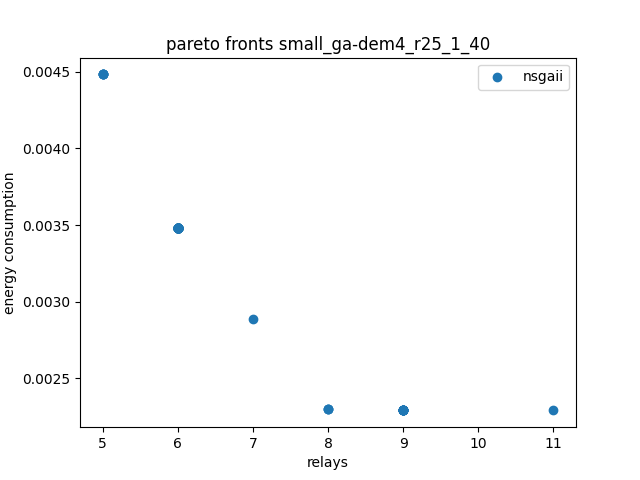 pareto fronts small_ga-dem4_r25_1_40
nsgaii
0.0045
0.0040
0.0035
0.0030
0.0025
energy consumption
5 6 7 8 9 10 11
relays